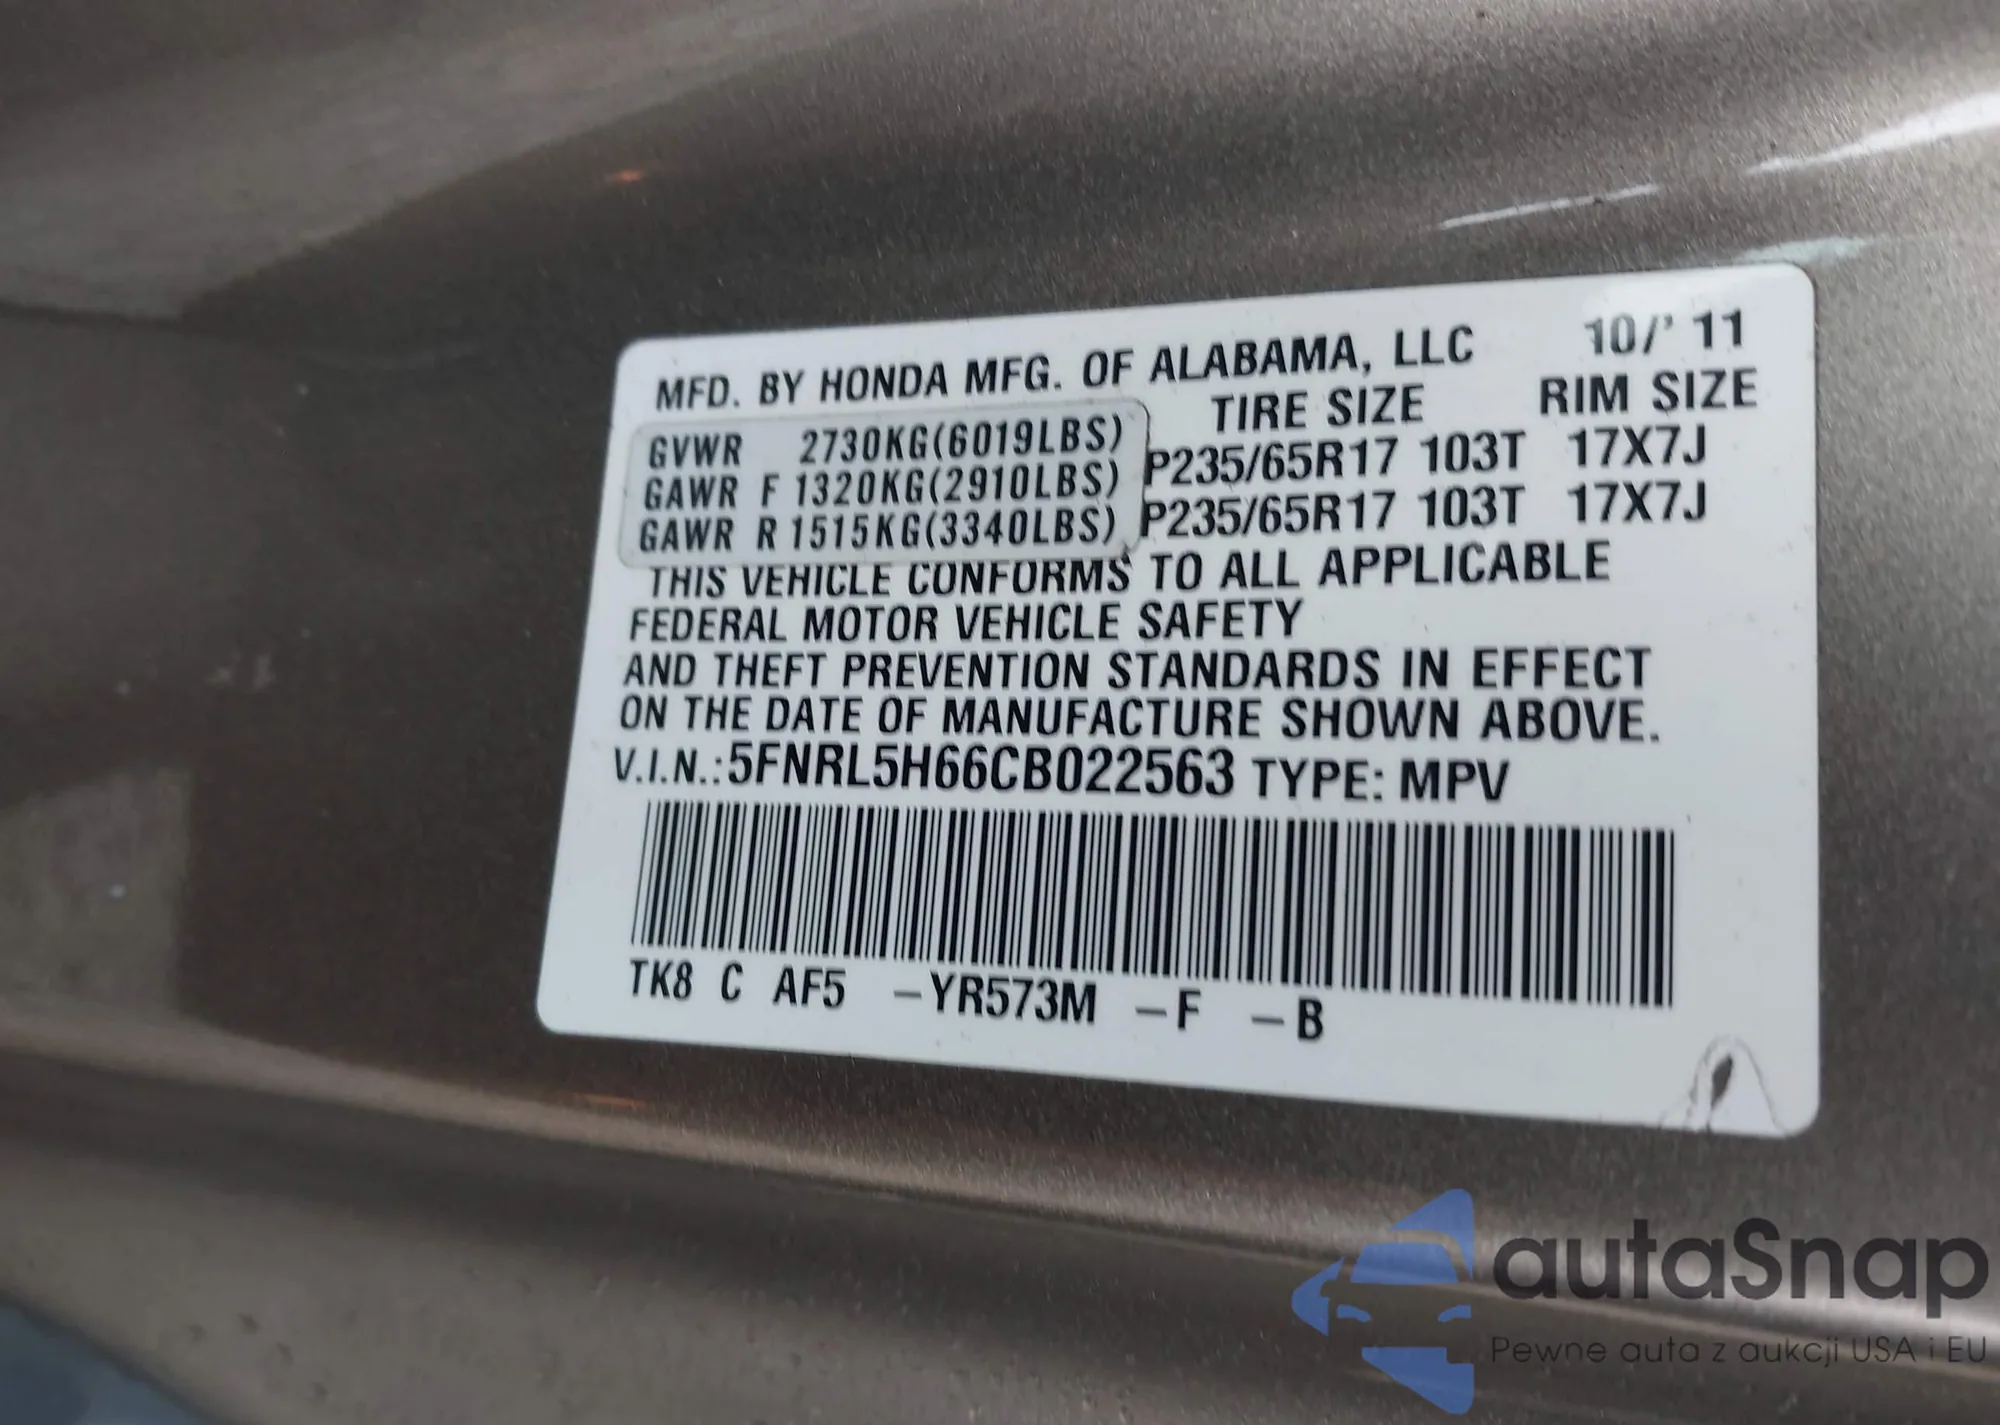 MFD. BY HONDA MFG. OF ALABAMA, LLC 10/' 11
TIRE SIZE RIM SIZE
GVWR 2730KG(6019LBS)
GAWR F 1320KG(2910LBS) P235/65R17 103T 17X7J
GAWR R 1515KG(3340LBS) P235/65R17 103T 17X7J
THIS VEHICLE CONFORMS TO ALL APPLICABLE
FEDERAL MOTOR VEHICLE SAFETY
AND THEFT PREVENTION STANDARDS IN EFFECT
ON THE DATE OF MANUFACTURE SHOWN ABOVE.
V.I.N.:5FNRL5H66CB022563 TYPE: MPV
TK8 C AF5 –YR573M –F –B
autaSnap
Pewne auta z aukcji USA i EU